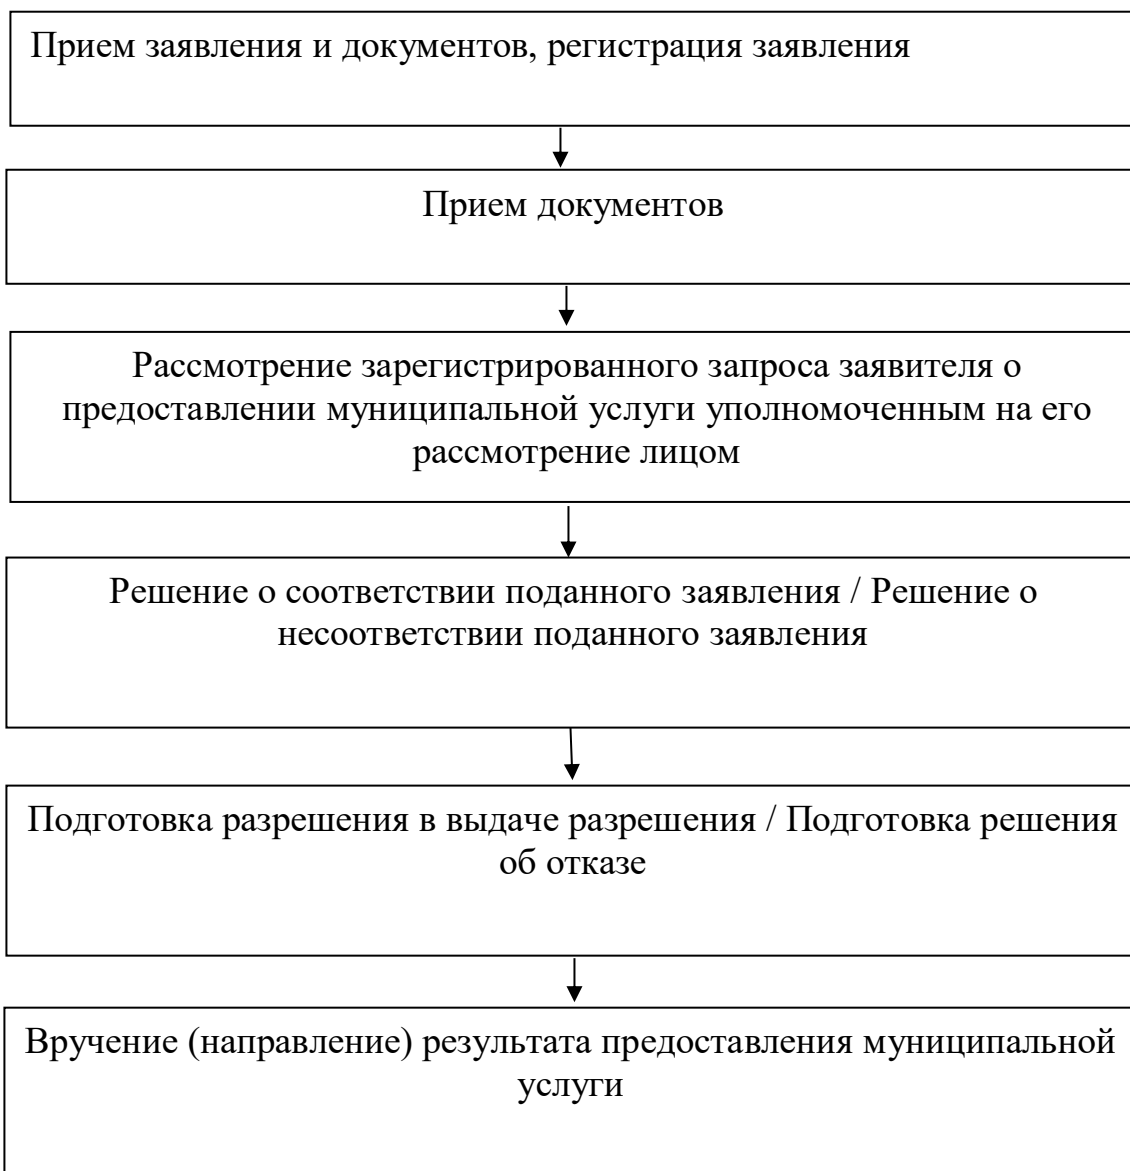 Прием заявления и документов, регистрация заявления
Прием документов
Рассмотрение зарегистрированного запроса заявителя о
предоставлении муниципальной услуги уполномоченным на его
рассмотрение лицом
Решение о соответствии поданного заявления / Решение о
несоответствии поданного заявления
Подготовка разрешения в выдаче разрешения / Подготовка решения
об отказе
Вручение (направление) результата предоставления муниципальной
услуги